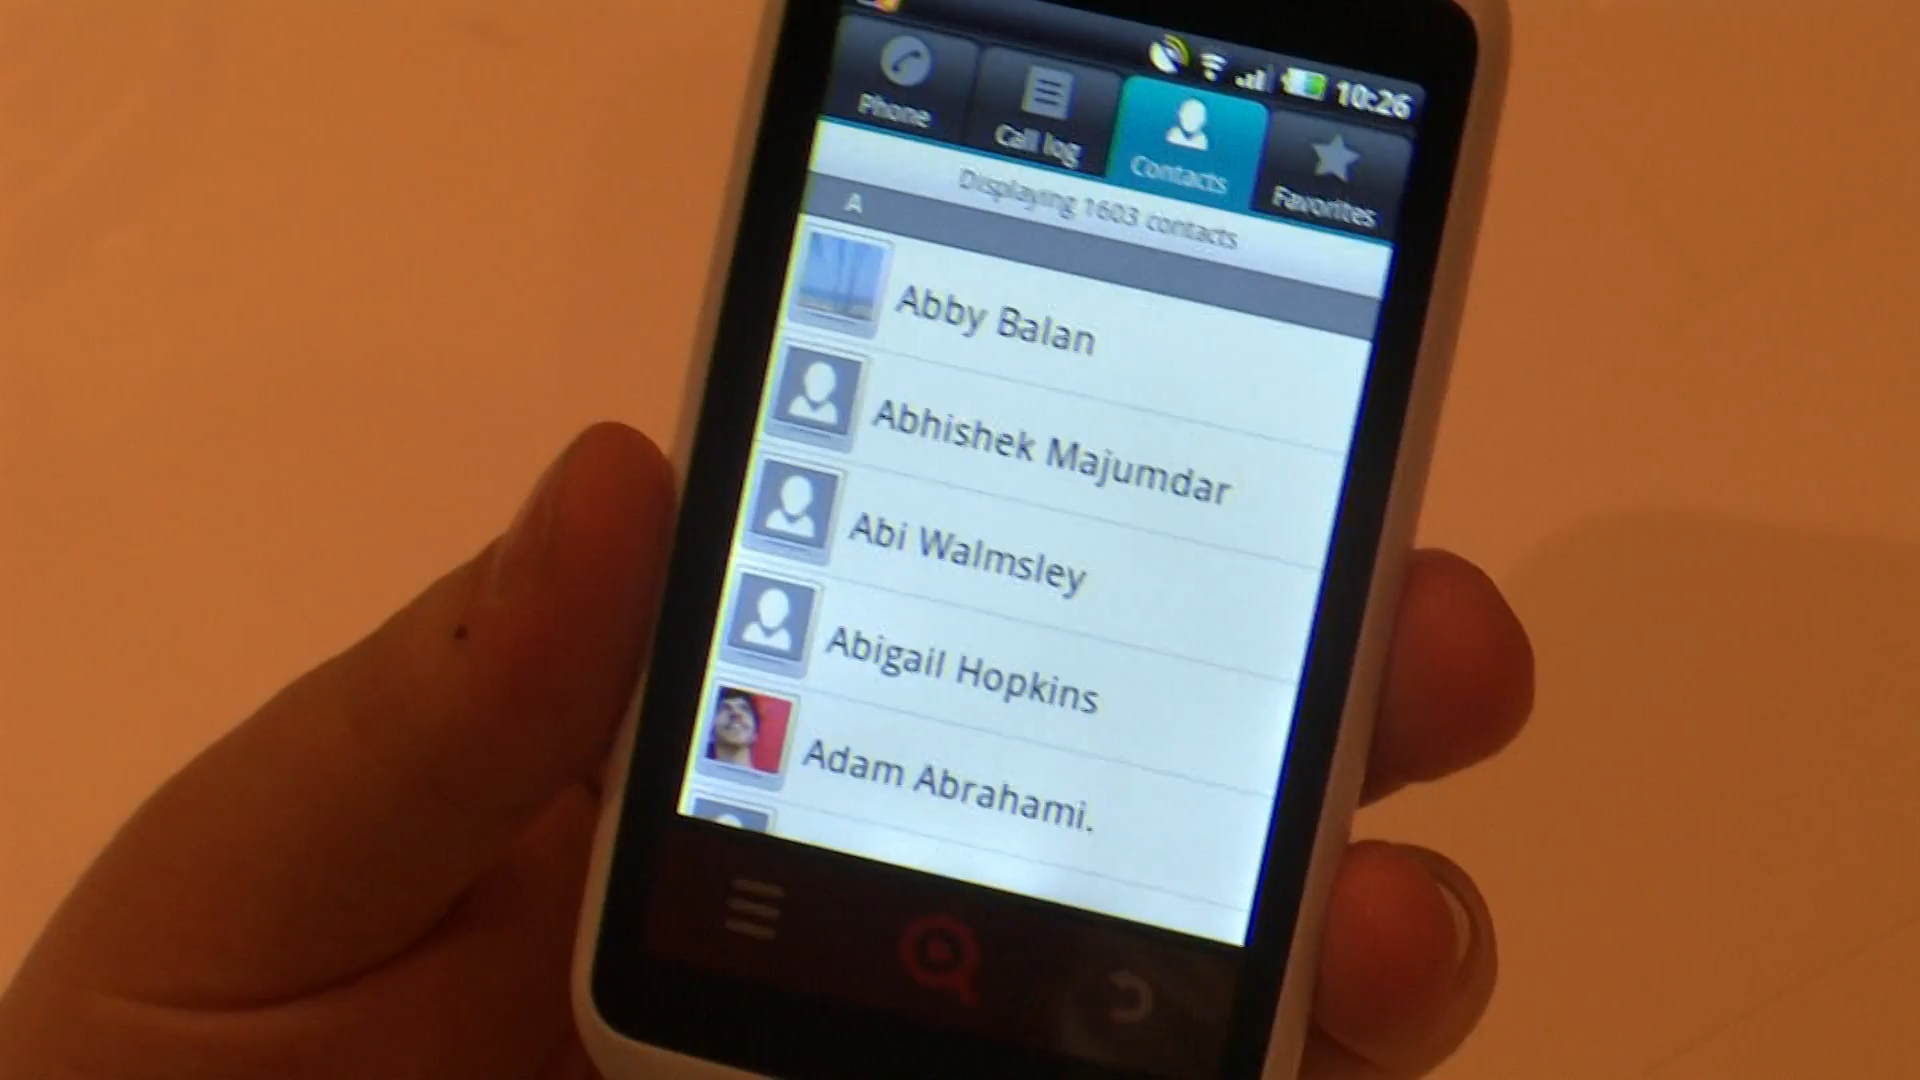 10:26
Phone
Call log
Contacts
Favorites
Displaying 1603 contacts
A
Abby Balan
Abhishek Majumdar
Abi Walmsley
Abigail Hopkins
Adam Abrahami.